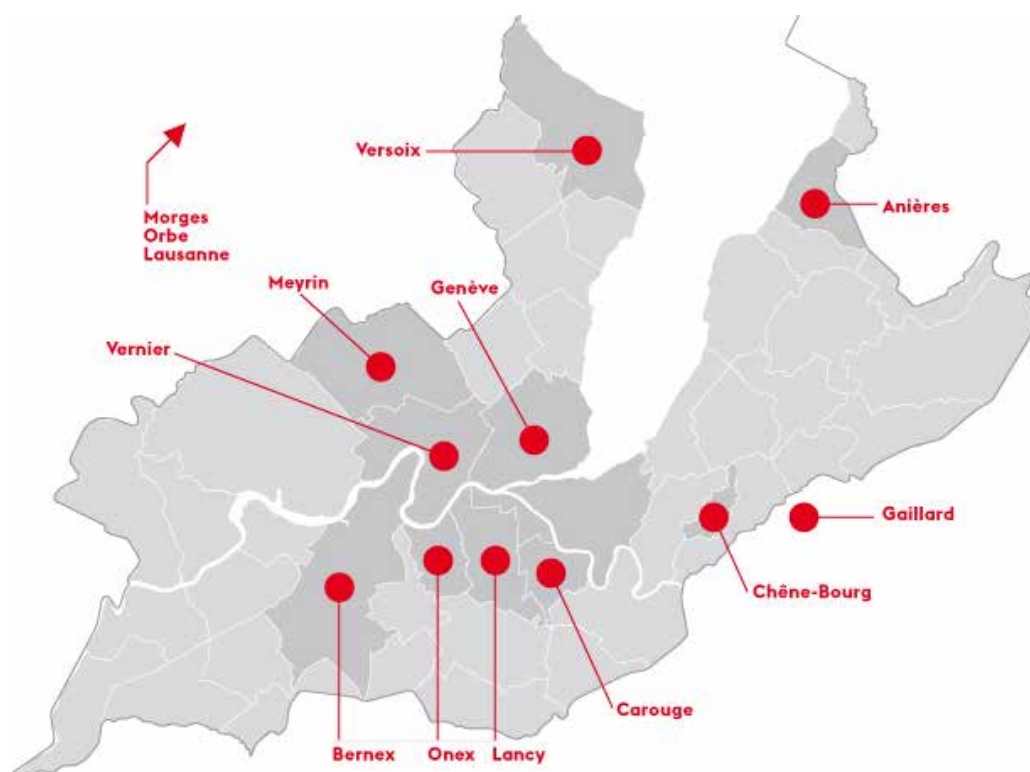 Versoix
Anières
Morges
Orbe
Lausanne
Meyrin
Genève
Vernier
Gaillard
Chêne-Bourg
Carouge
Bernex
Onex
Lancy